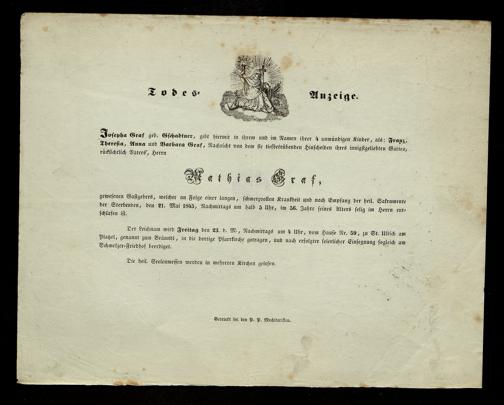 Todes- Anzeige.
Josepha Graf geb. Gschadtner, gibt hiermit in ihrem und im Namen ihrer 4 unmündigen Kinder, als: Franz,
Theresia, Anna und Barbara Graf, Nachricht von dem sie tiefbetrübenden Hinscheiden ihres innigstgeliebten Gatten,
rücksichtlich Vaters, Herrn
Mathias Graf,
gewesenen Gastgebers, welcher an Folge einer langen, schmerzvollen Krankheit und nach Empfang der heil. Sakramente
der Sterbenden, den 21. Mai 1845, Nachmittags um halb 5 Uhr, im 56. Jahre seines Alters selig im Herrn ent-
schlafen ist.
Der Leichnam wird Freitag den 23. d. M., Nachmittags um 4 Uhr, vom Hause Nr. 59, zu St. Ulrich am
Platzel, genannt zum, in die dortige Pfarrkirche getragen, und nach erfolgter feierlicher Einsegnung sogleich am
Schmelzer-Friedhof beerdiget.
Die heil. Seelenmessen werden in mehreren Kirchen gelesen.
Gedruckt bei den P. P. Mechitaristen.